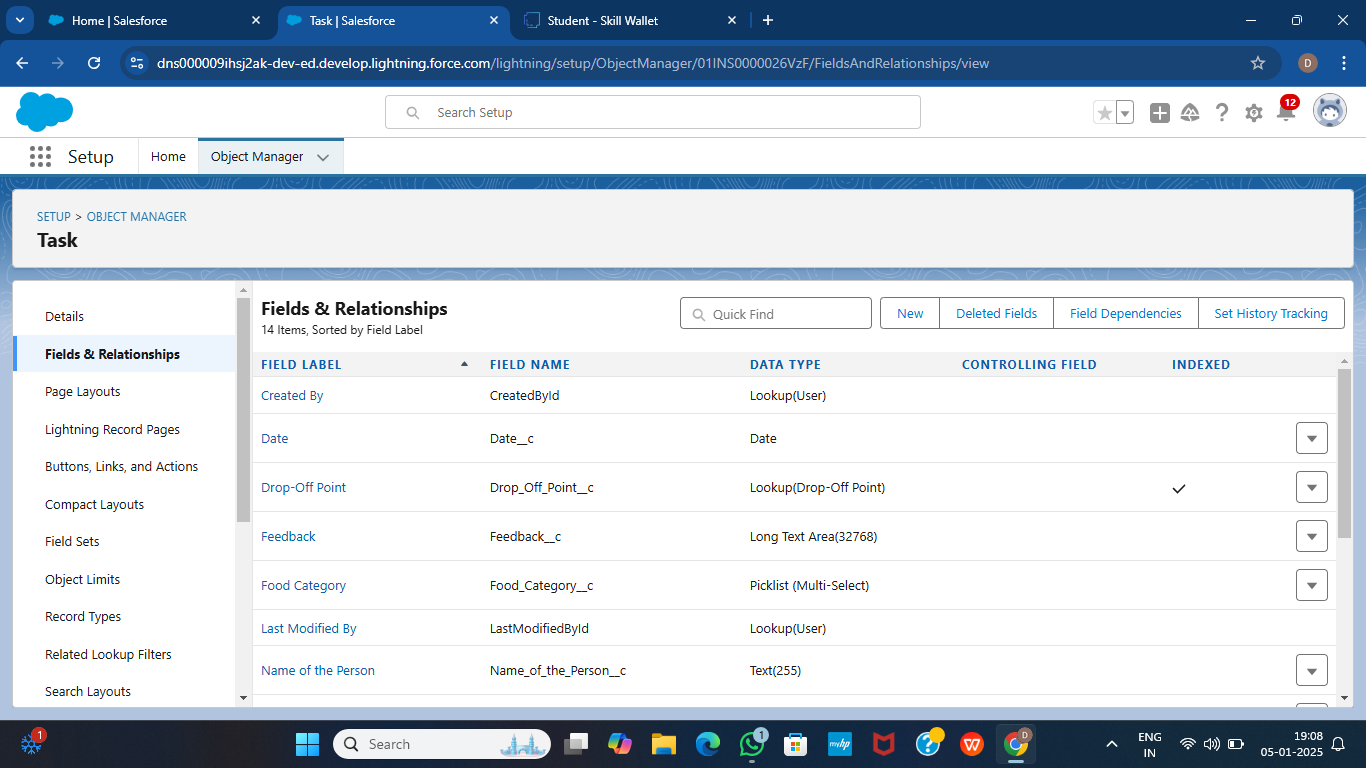 Home | Salesforce
Task | Salesforce
Student - Skill Wallet
dns000009ihsj2ak-dev-ed.develop.lightning.force.com/lightning/setup/ObjectManager/01INS0000026VzF/FieldsAndRelationships/view
D
Search Setup
12
Setup
Home
Object Manager
SETUP > OBJECT MANAGER
Task
Details
Fields & Relationships
Page Layouts
Lightning Record Pages
Buttons, Links, and Actions
Compact Layouts
Field Sets
Object Limits
Record Types
Related Lookup Filters
Search Layouts
Fields & Relationships
14 Items, Sorted by Field Label
Quick Find
New
Deleted Fields
Field Dependencies
Set History Tracking
FIELD LABEL FIELD NAME DATA TYPE CONTROLLING FIELD INDEXED
Created By CreatedById Lookup(User)
Date Date__c Date
Drop-Off Point Drop_Off_Point__c Lookup(Drop-Off Point)
Feedback Feedback__c Long Text Area(32768)
Food Category Food_Category__c Picklist (Multi-Select)
Last Modified By LastModifiedById Lookup(User)
Name of the Person Name_of_the_Person__c Text(255)
1
Search
1
myhp
D
ENG
IN
19:08
05-01-2025